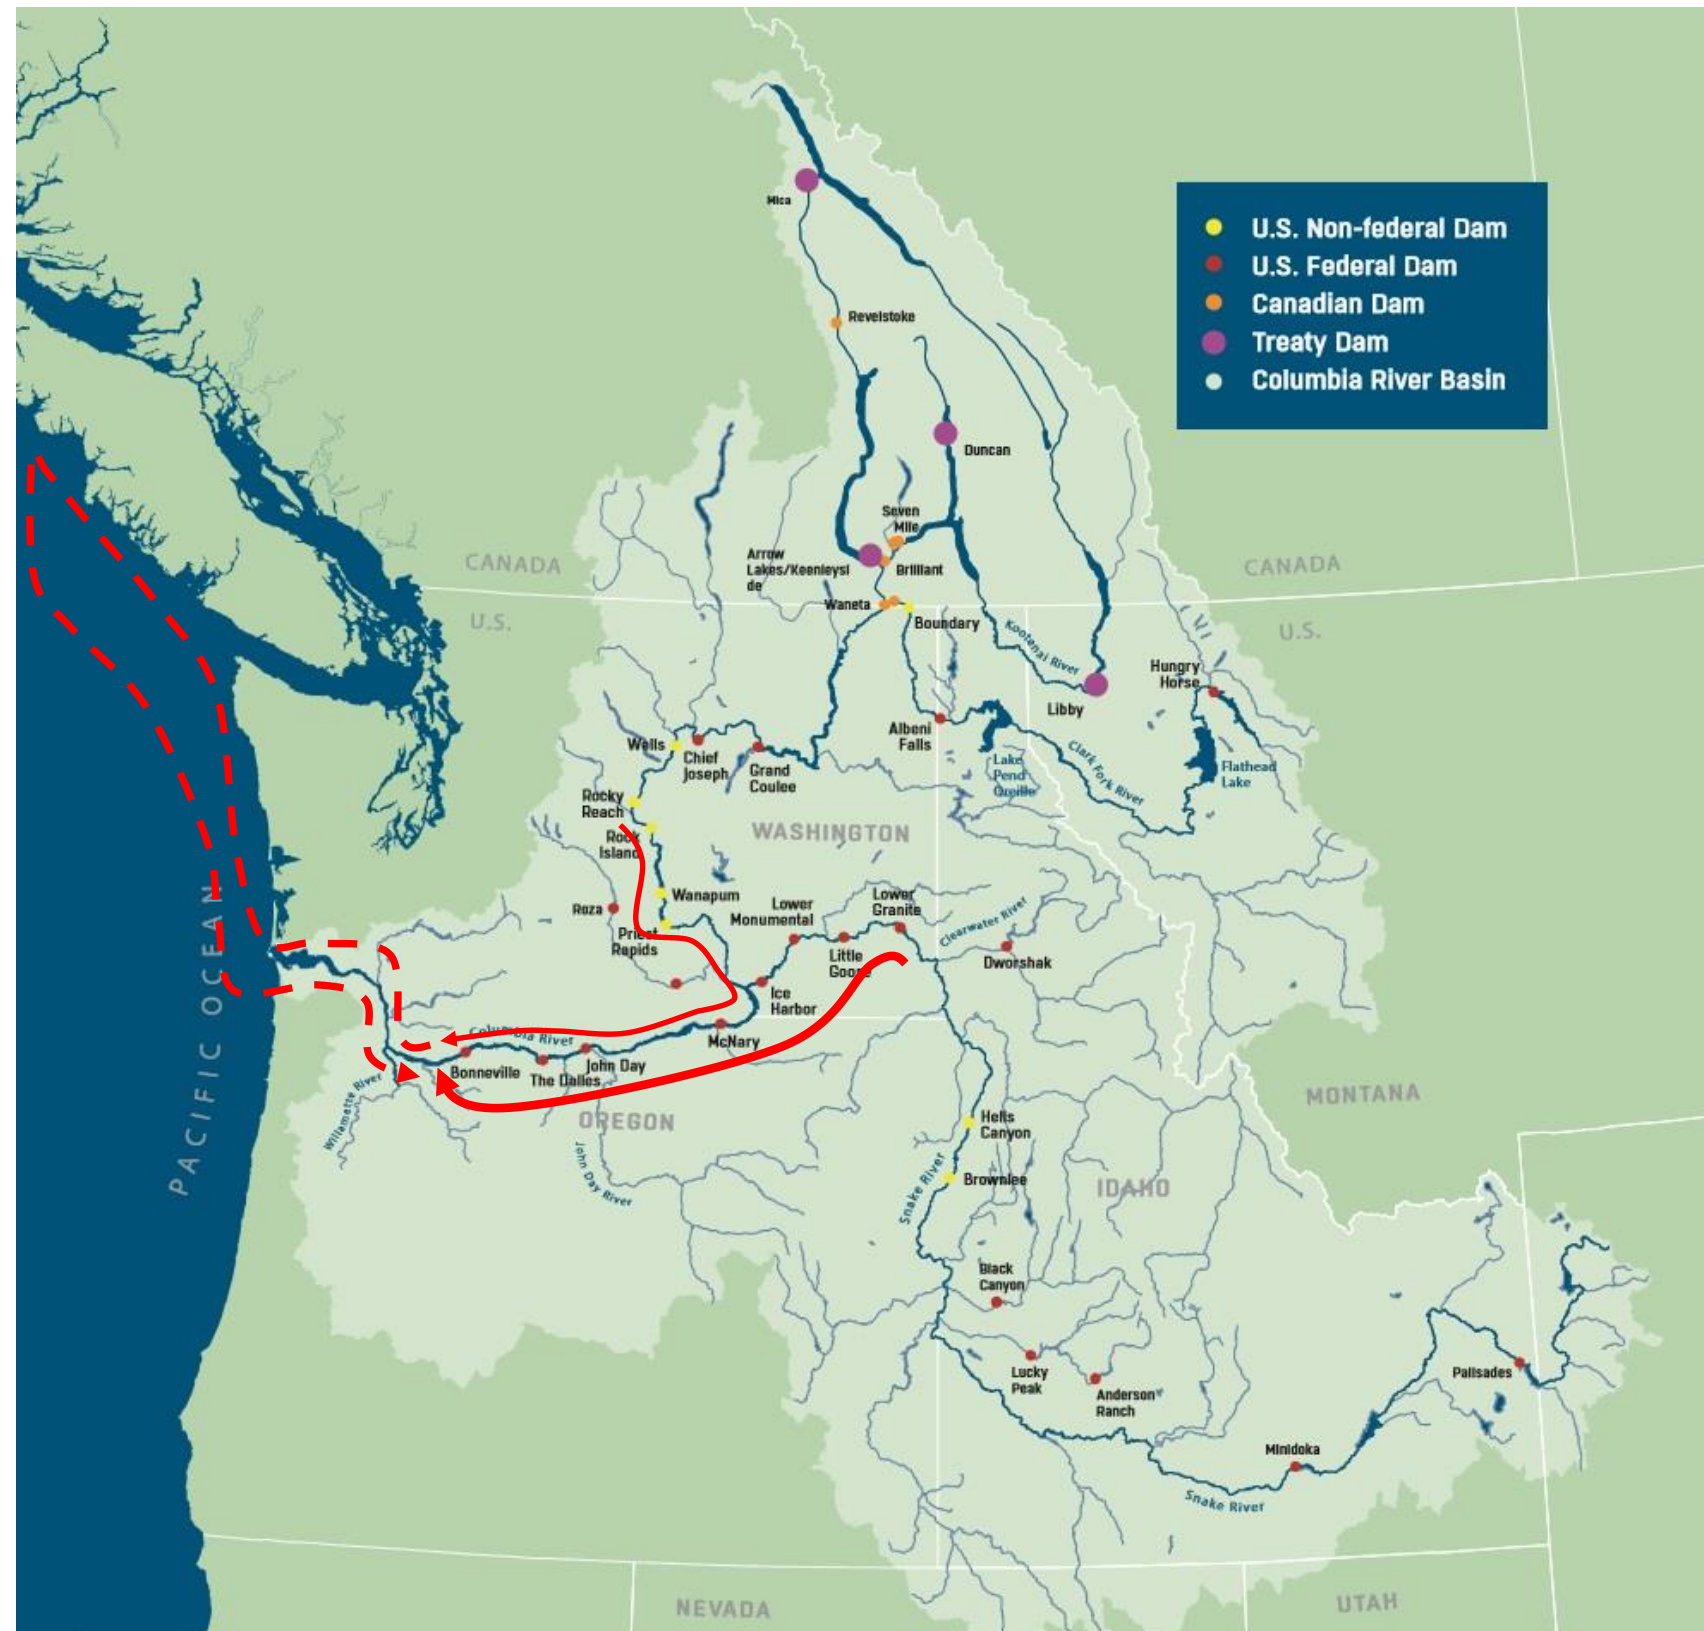 U.S. Non-federal Dam
U.S. Federal Dam
Canadian Dam
Treaty Dam
Columbia River Basin
Mica
Revelstoke
Duncan
Seven
Mile
Arrow
Lakes/Keenleysi
de
Brilliant
CANADA
CANADA
Waneta
Boundary
U.S.
U.S.
Kootenai River
Hungry
Horse
Libby
Albeni
Falls
Wells
Chief
Joseph
Grand
Coulee
Lake
Pend
Oreille
Clark Fork River
Flathead
Lake
Rocky
Reach
Rock
Island
WASHINGTON
Wanapum
Lower
Monumental
Lower
Granite
Roza
Priest
Rapids
Clearwater River
Little
Goose
Dworshak
Ice
Harbor
PACIFIC OCEAN
Columbia River
McNary
Bonneville
The Dalles
John Day
Willamette River
OREGON
MONTANA
John Day River
Hells
Canyon
Snake River
Brownlee
IDAHO
Black
Canyon
Lucky
Peak
Anderson
Ranch
Palisades
Minidoka
Snake River
NEVADA
UTAH